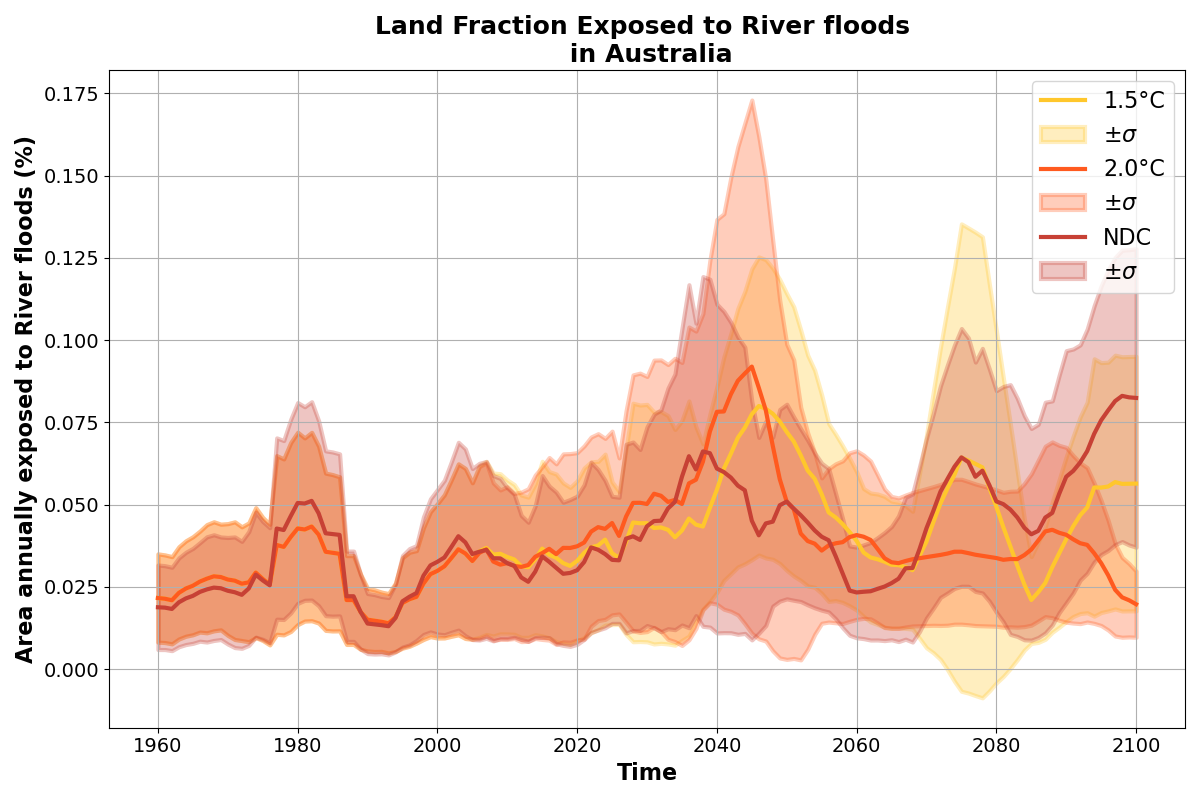 Land Fraction Exposed to River floods
in Australia
Area annually exposed to River floods (%)
0.175
0.150
0.125
0.100
0.075
0.050
0.025
0.000
1.5°C
±σ
2.0°C
±σ
NDC
±σ
1960
1980
2000
2020
2040
2060
2080
2100
Time